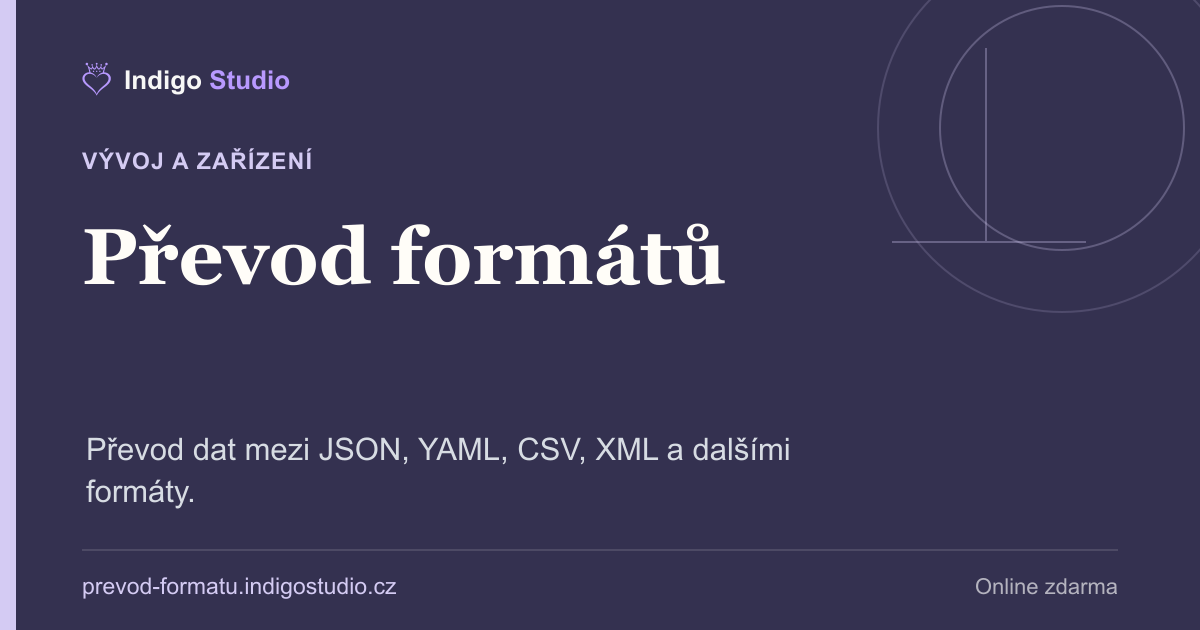 Indigo Studio
VÝVOJ A ZAŘÍZENÍ
Převod formátů
Převod dat mezi JSON, YAML, CSV, XML a dalšími
formáty.
prevod-formatu.indigostudio.cz
Online zdarma